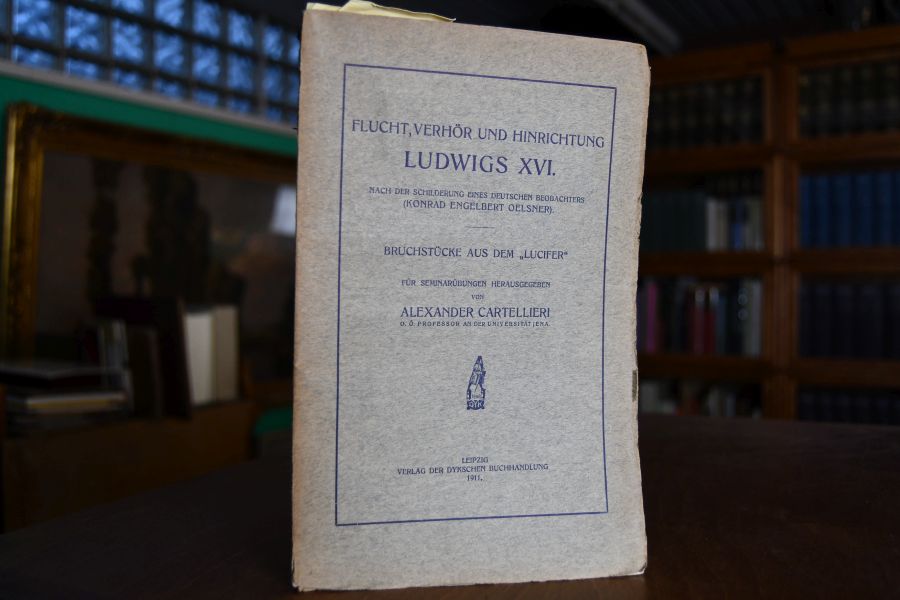 FLUCHT, VERHÖR UND HINRICHTUNG
LUDWIGS XVI.
NACH DER SCHILDERUNG EINES DEUTSCHEN BEOBACHTERS
(KONRAD ENGELBERT OELSNER).
BRUCHSTÜCKE AUS DEM „LUCIFER“
FÜR SEMINARÜBUNGEN HERAUSGEGEBEN
VON
ALEXANDER CARTELLIERI
O. Ö. PROFESSOR AN DER UNIVERSITÄT JENA.
LEIPZIG
VERLAG DER DYKSCHEN BUCHHANDLUNG
1911.